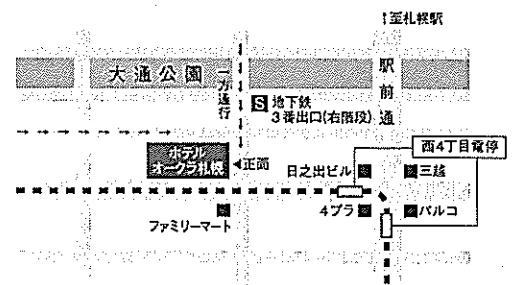 至札幌駅
大通公園
一方通行
駅前通
S 地下鉄
3番出口(右階段)
西4丁目電停
ホテル
オークラ札幌
正面
日之出ビル
三越
4プラ
パルコ
ファミリーマート